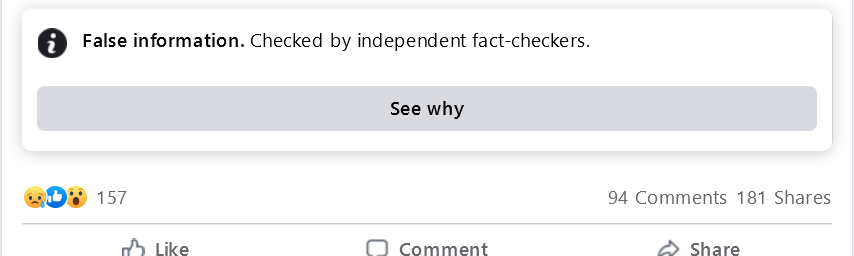 False information. Checked by independent fact-checkers.
See why
157 94 Comments 181 Shares
Like Comment Share